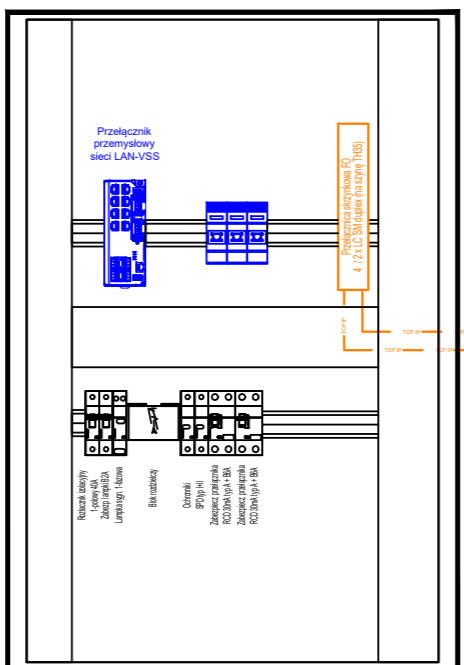 Przełącznik
przemysłowy
sieci LAN-VSS
Przełącznica skrzynkowa FO
4 / 2 x LC SM duplex (na szynę TH35)
TCP IP
TCP IP
TCP IP
Rozłacznik izolacyjny
1-polowy 40A
Zabezp lampki B2A
Lampka sygn. 1-fazowa
Blok rozdzielczy
Ochronniki
SPD typ I+II
Zabezpiecz przełącznika
RCD 30mA typ A + B6A
Zabezpiecz przełącznika
RCD 30mA typ A + B6A